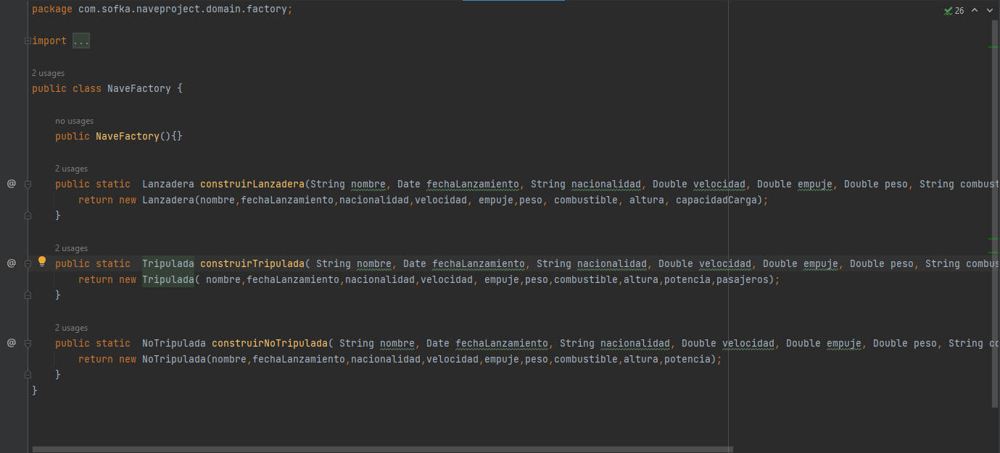 package com.sofka.naveproject.domain.factory;
26
import ...
2 usages
public class NaveFactory {
no usages
public NaveFactory(){}
2 usages
@ public static  Lanzadera construirLanzadera(String nombre, Date fechaLanzamiento, String nacionalidad, Double velocidad, Double empuje, Double peso, String combust
return new Lanzadera(nombre,fechaLanzamiento,nacionalidad,velocidad, empuje,peso, combustible, altura, capacidadCarga);
}
2 usages
@ public static  Tripulada construirTripulada( String nombre, Date fechaLanzamiento, String nacionalidad, Double velocidad, Double empuje, Double peso, String combus
return new Tripulada( nombre,fechaLanzamiento,nacionalidad,velocidad, empuje,peso,combustible,altura,potencia,pasajeros);
}
2 usages
@ public static  NoTripulada construirNoTripulada( String nombre, Date fechaLanzamiento, String nacionalidad, Double velocidad, Double empuje, Double peso, String co
return new NoTripulada(nombre,fechaLanzamiento,nacionalidad,velocidad,empuje,peso,combustible,altura,potencia);
}
}